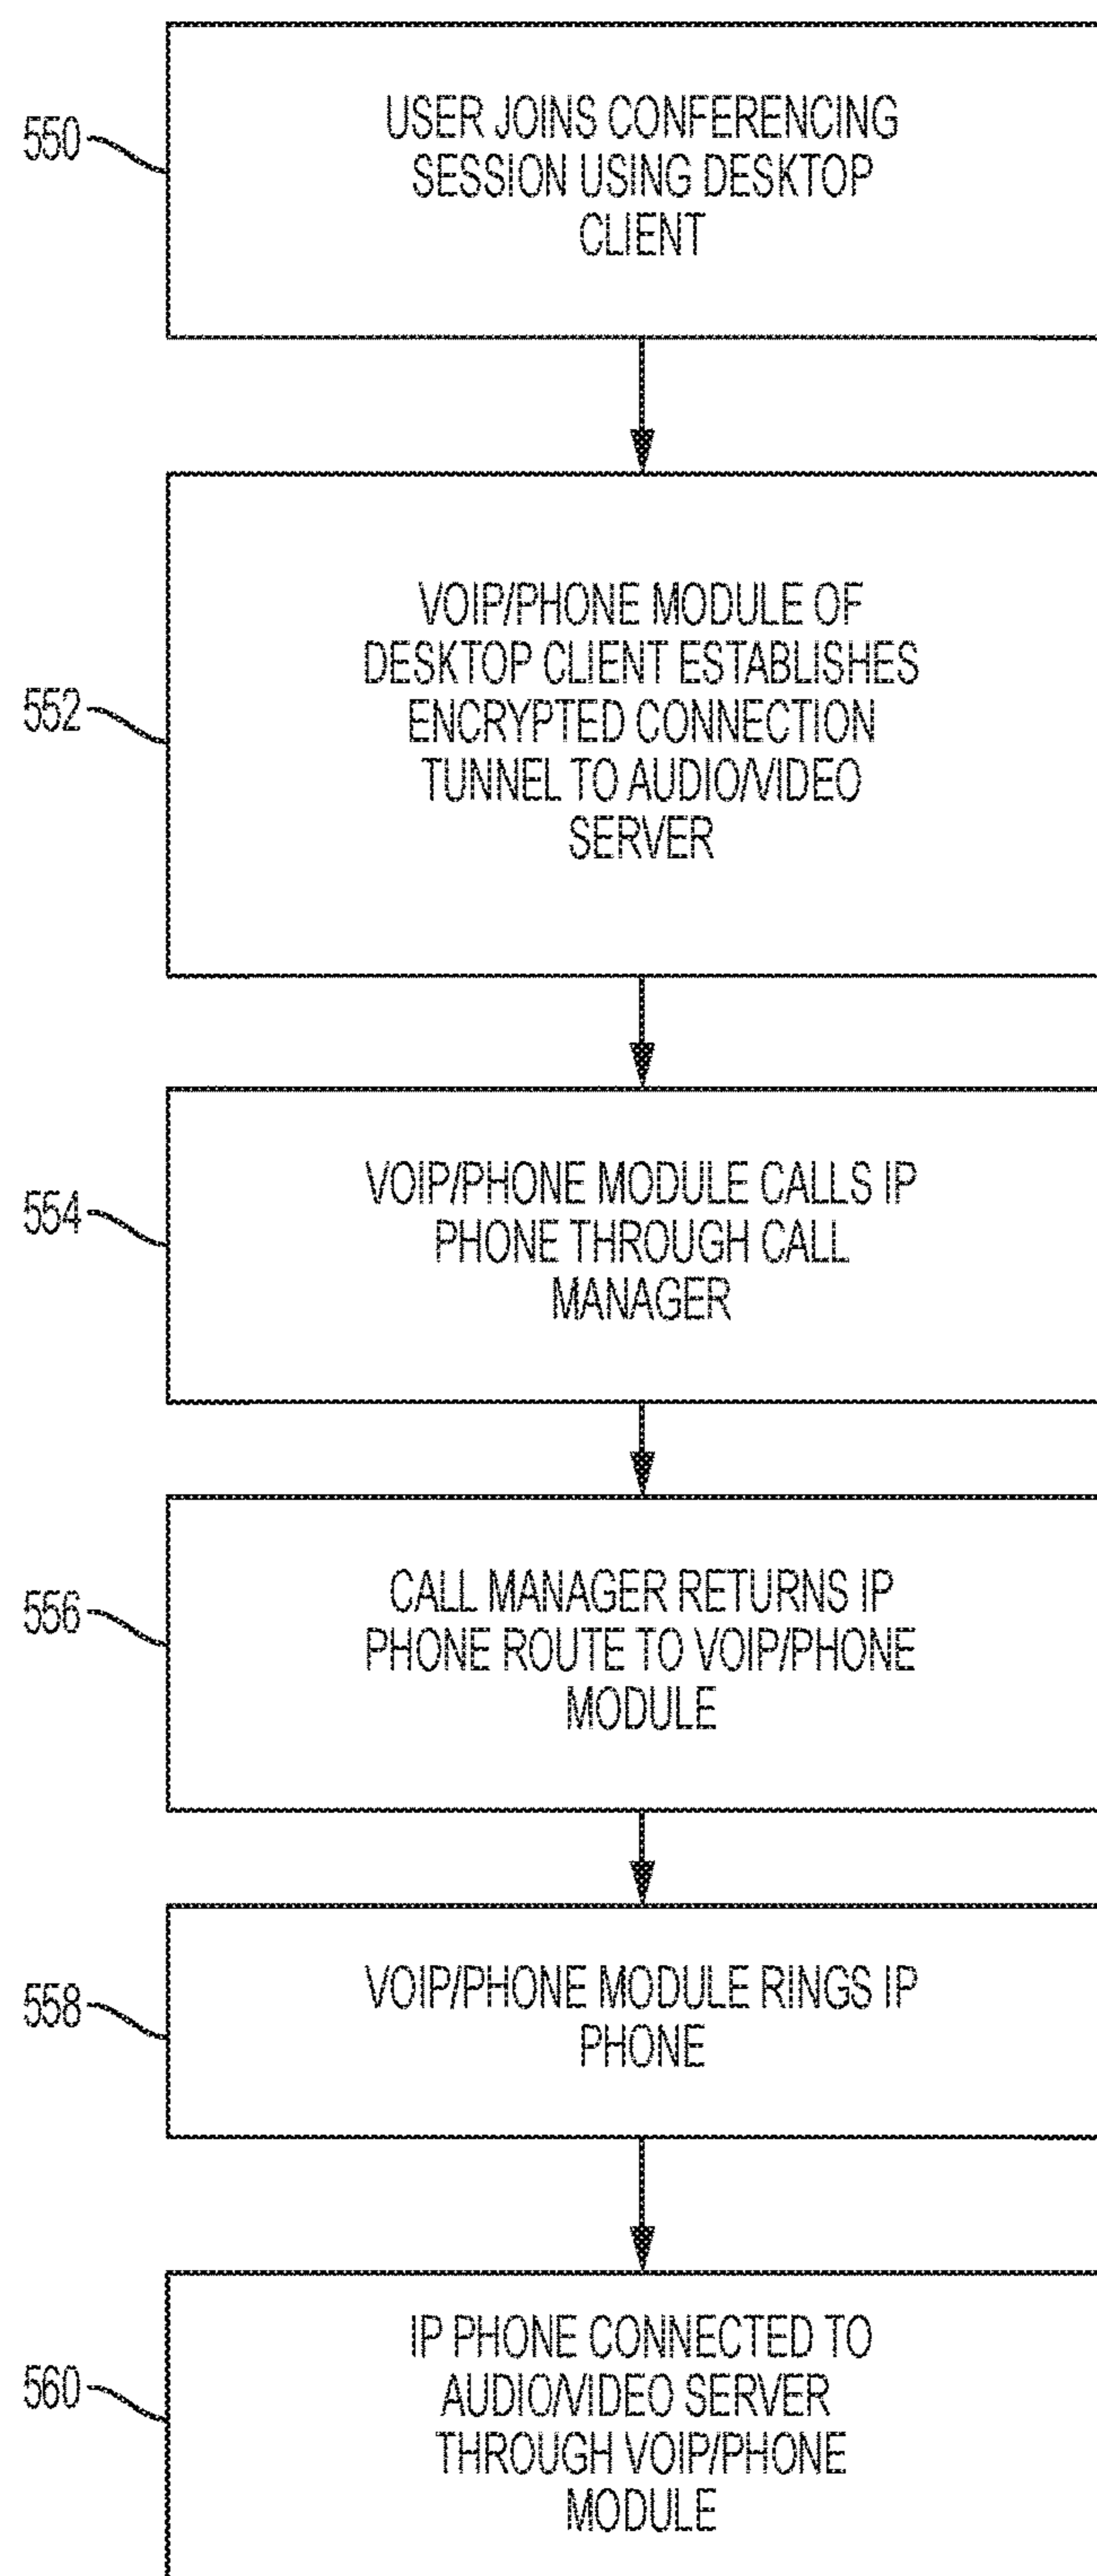 550
USER JOINS CONFERENCING
SESSION USING DESKTOP
CLIENT
552
VOIP/PHONE MODULE OF
DESKTOP CLIENT ESTABLISHES
ENCRYPTED CONNECTION
TUNNEL TO AUDIO/VIDEO
SERVER
554
VOIP/PHONE MODULE CALLS IP
PHONE THROUGH CALL
MANAGER
556
CALL MANAGER RETURNS IP
PHONE ROUTE TO VOIP/PHONE
MODULE
558
VOIP/PHONE MODULE RINGS IP
PHONE
560
IP PHONE CONNECTED TO
AUDIO/VIDEO SERVER
THROUGH VOIP/PHONE
MODULE